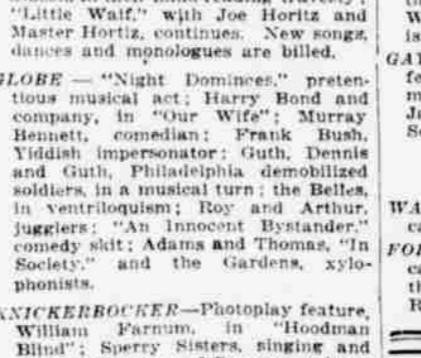 "Little Waif," with Joe Horitz and
Master Hortiz, continues. New songs,
dances and monologues are billed.
GLOBE — "Night Dominces," preten-
tious musical act; Harry Bond and
company, in "Our Wife"; Murray
Bennett, comedian; Frank Bush,
Yiddish impersonator; Guth, Dennis
and Guth, Philadelphia demobilized
soldiers, in a musical turn; the Belles,
in ventriloquism; Roy and Arthur,
jugglers; "An Innocent Bystander,"
comedy skit; Adams and Thomas, "In
Society," and the Gardens, xylo-
phonists.
KNICKERBOCKER—Photoplay feature,
William Farnum, in "Hoodman
Blind"; Sperry Sisters, singing and